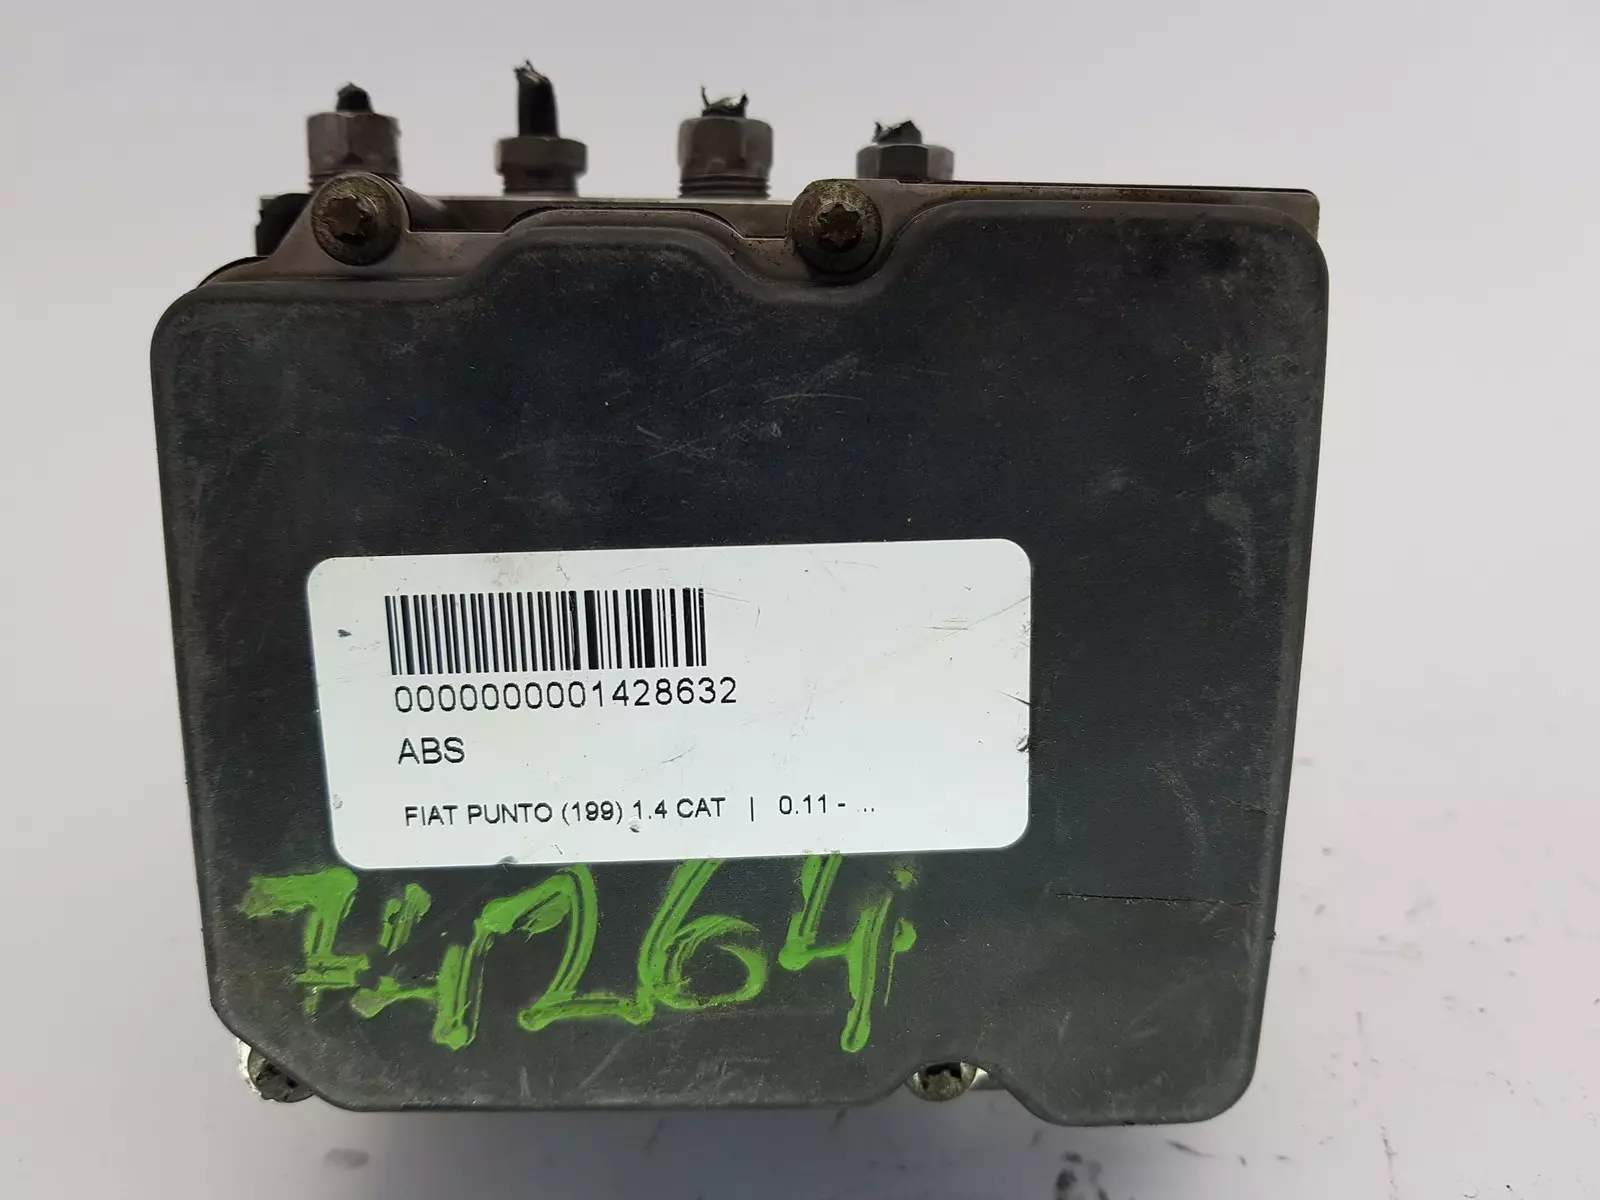 0000000001428632
ABS
FIAT PUNTO (199) 1.4 CAT | 0.11 - ...
74264